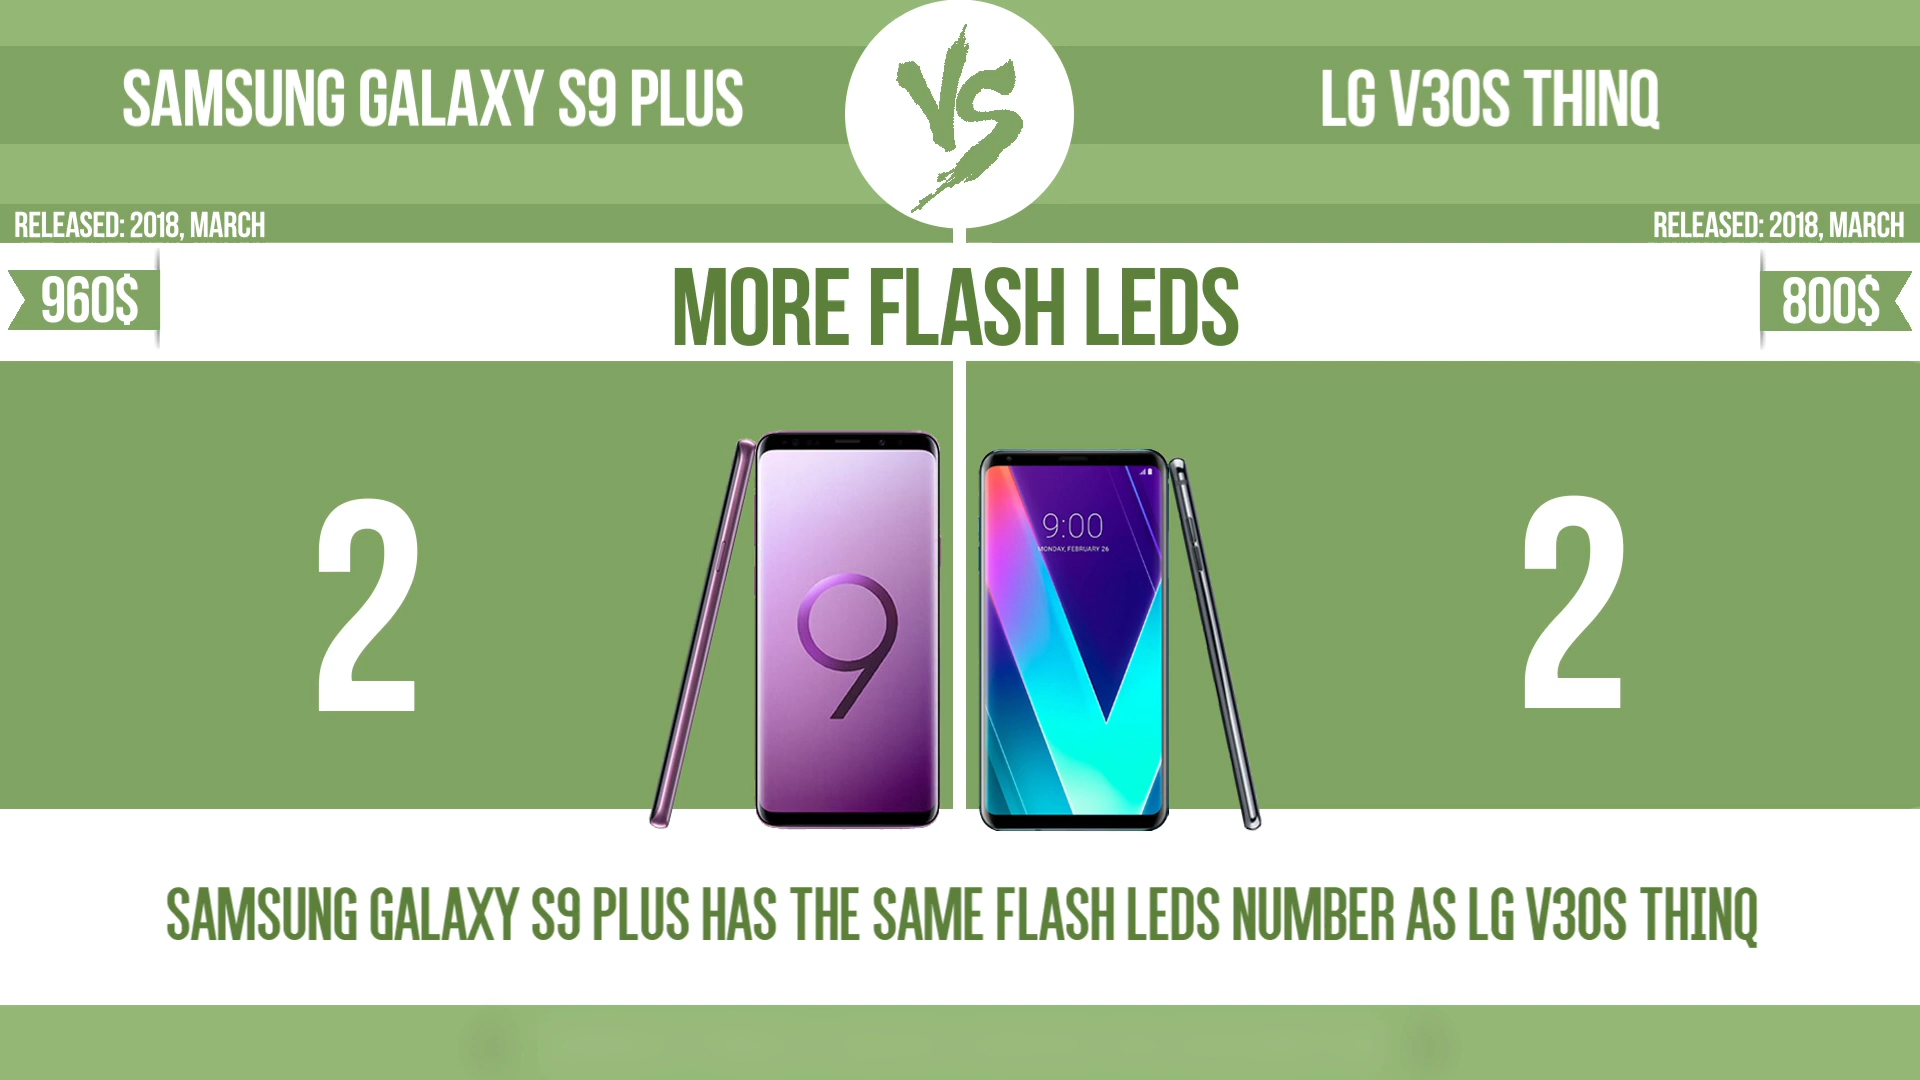 SAMSUNG GALAXY S9 PLUS
VS
LG V30S THINQ
RELEASED: 2018, MARCH
RELEASED: 2018, MARCH
960$
MORE FLASH LEDS
800$
2
9
9:00
MONDAY, FEBRUARY 26
2
SAMSUNG GALAXY S9 PLUS HAS THE SAME FLASH LEDS NUMBER AS LG V30S THINQ